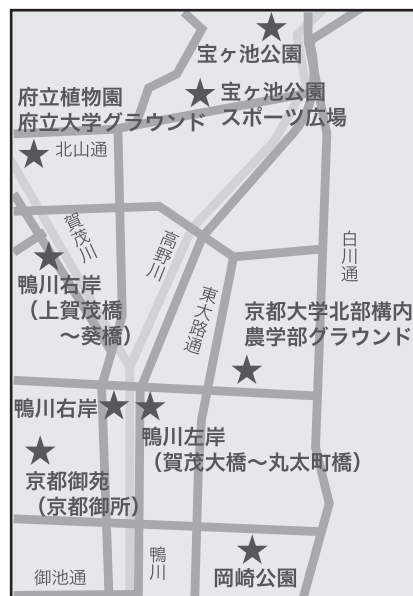 宝ヶ池公園
府立植物園
府立大学グラウンド
宝ヶ池公園
スポーツ広場
北山通
賀茂川
高野川
白川通
鴨川右岸
（上賀茂橋
～葵橋）
東大路通
京都大学北部構内
農学部グラウンド
鴨川右岸
鴨川左岸
（賀茂大橋～丸太町橋）
京都御苑
（京都御所）
鴨川
御池通
岡崎公園